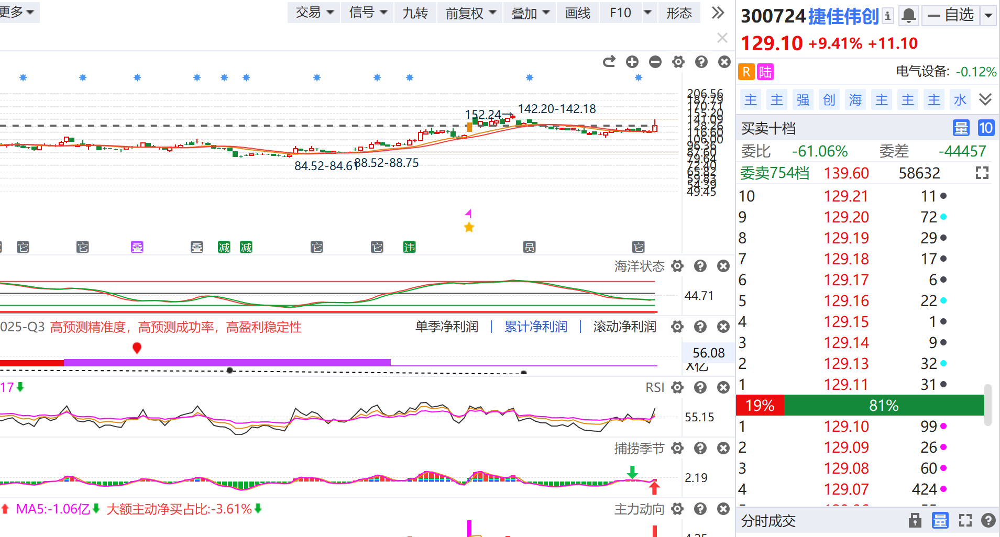 更多
交易 信号 九转 前复权 叠加 画线 F10 形态
300724 捷佳伟创 自选
129.10 +9.41% +11.10
R 陆 电气设备: -0.12%
主 主 强 创 海 主 主 主 水
买卖十档 量 10
委比 -61.06% 委差 -44457
委卖754档 139.60 58632
10 129.21 11
9 129.20 72
8 129.19 29
7 129.18 17
6 129.17 6
5 129.16 22
4 129.15 1
3 129.14 9
2 129.13 32
1 129.11 31
19% 81%
1 129.10 99
2 129.09 26
3 129.08 60
4 129.07 424
分时成交 量
206.56
187.79
170.71
155.20
141.09
128.26
116.60
106.00
96.36
87.60
79.64
72.40
65.82
59.83
54.39
49.45
152.24→ 142.20-142.18
84.52-84.61 88.52-88.75
它 它 叠 叠 减 减 它 它 违 员 它
海洋状态
44.71
025-Q3 高预测精准度，高预测成功率，高盈利稳定性 单季净利润 | 累计净利润 | 滚动净利润
56.08
X亿
17 RSI
55.15
捕捞季节
2.19
MA5:-1.06亿 大额主动净买占比:-3.61% 主力动向